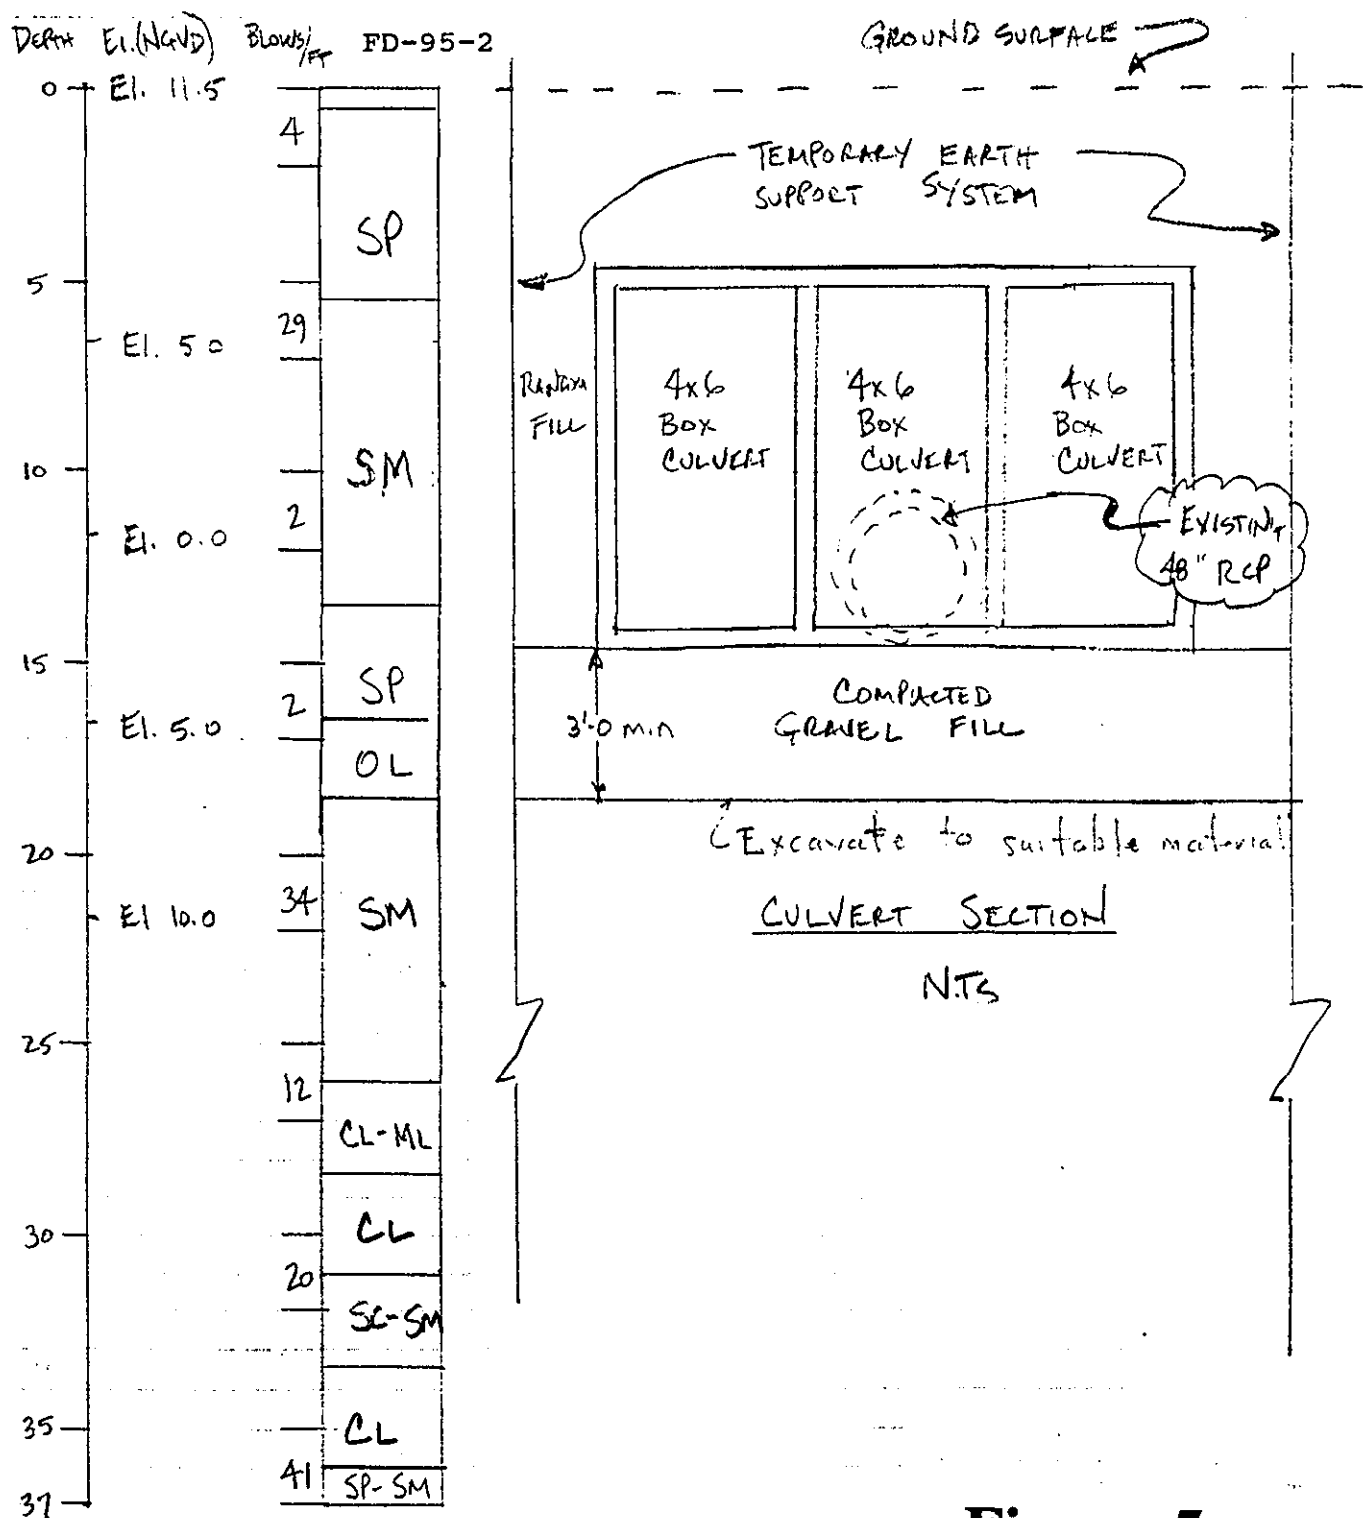 DEPTH El.(NGVD) BLOWS/FT FD-95-2
GROUND SURFACE
0 El. 11.5
4
TEMPORARY EARTH
SUPPORT SYSTEM
SP
5
29
El. 5.0
RANDOM
FILL
4x6
BOX
CULVERT
4x6
BOX
CULVERT
4x6
BOX
CULVERT
10
SM
2
El. 0.0
EXISTING
48" RCP
15
SP
2
El. 5.0
OL
3'-0 min
COMPACTED
GRAVEL FILL
Excavate to suitable material
20
34
SM
El 10.0
CULVERT SECTION
N.T.S
25
12
CL-ML
CL
30
20
SC-SM
35
CL
41
SP-SM
37